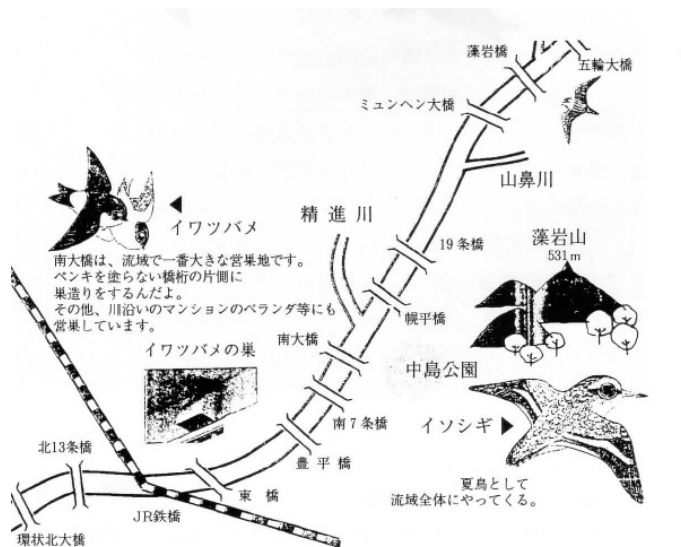 藻岩橋
五輪大橋
ミュンヘン大橋
山鼻川
イワツバメ
精進川
19条橋
藻岩山
531m
南大橋は、流域で一番大きな営巣地です。
ペンキを塗らない橋桁の片側に
巣造りをするんだよ。
その他、川沿いのマンションのベランダ等にも
営巣しています。
幌平橋
南大橋
イワツバメの巣
中島公園
南7条橋
イソシギ
北13条橋
豊平橋
東橋
夏鳥として
流域全体にやってくる。
JR鉄橋
環状北大橋